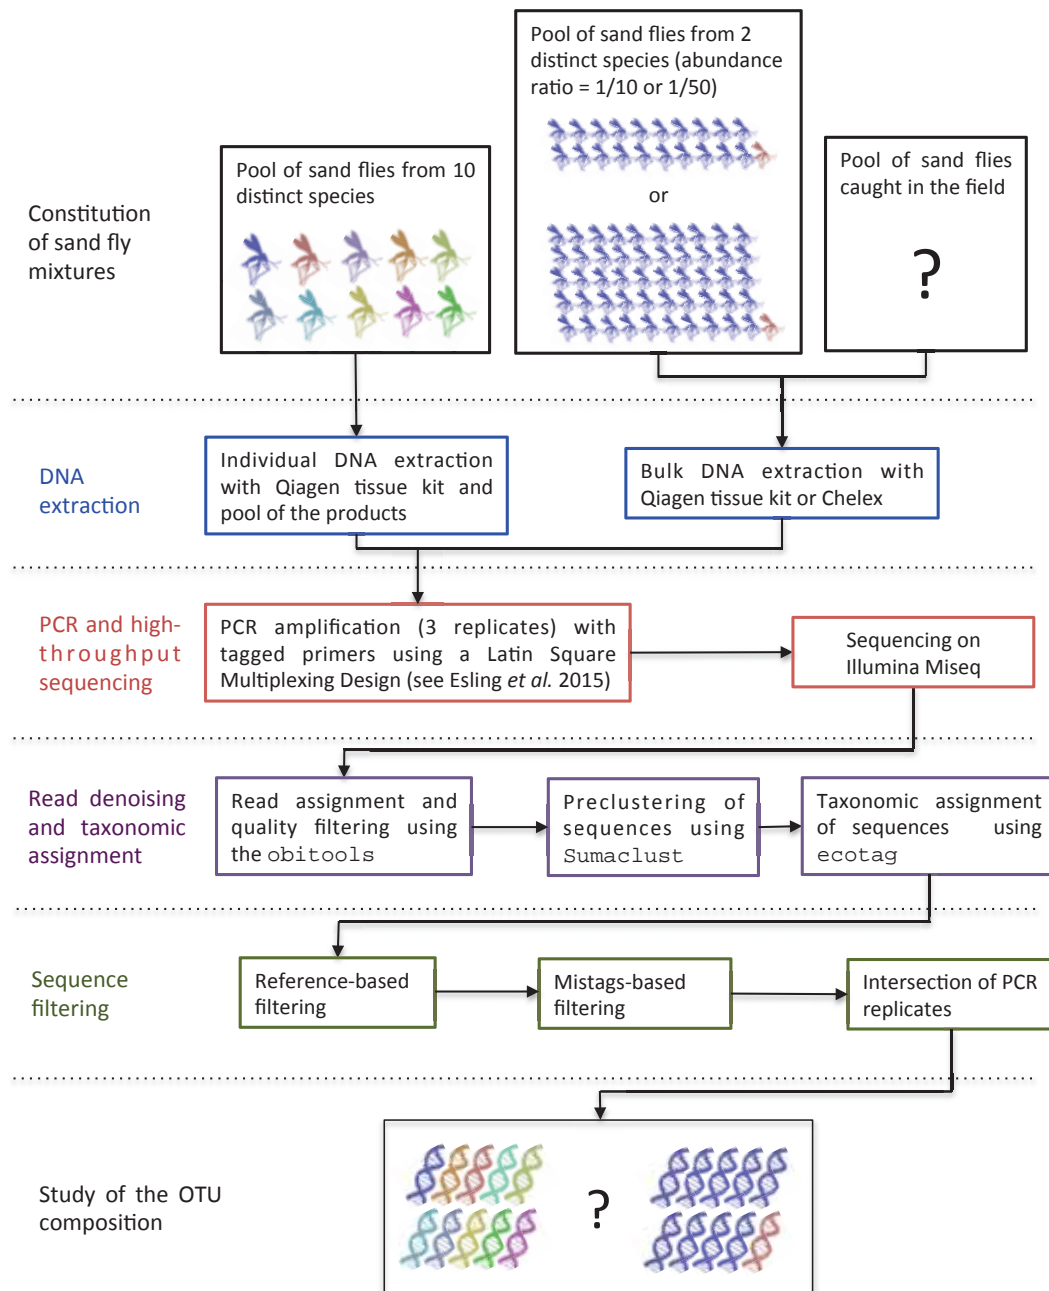 Pool of sand flies from 2
distinct species (abundance
ratio = 1/10 or 1/50)
or
Pool of sand flies from 10
distinct species
Pool of sand flies
caught in the field
?
Constitution
of sand fly
mixtures
DNA
extraction
Individual DNA extraction
with Qiagen tissue kit and
pool of the products
Bulk DNA extraction with
Qiagen tissue kit or Chelex
PCR and high-
throughput
sequencing
PCR amplification (3 replicates) with
tagged primers using a Latin Square
Multiplexing Design (see Esling et al. 2015)
Sequencing on
Illumina Miseq
Read denoising
and taxonomic
assignment
Read assignment and
quality filtering using
the obitools
Preclustering of
sequences using
Sumaclust
Taxonomic assignment
of sequences using
ecotag
Sequence
filtering
Reference-based
filtering
Mistags-based
filtering
Intersection of PCR
replicates
Study of the OTU
composition
?